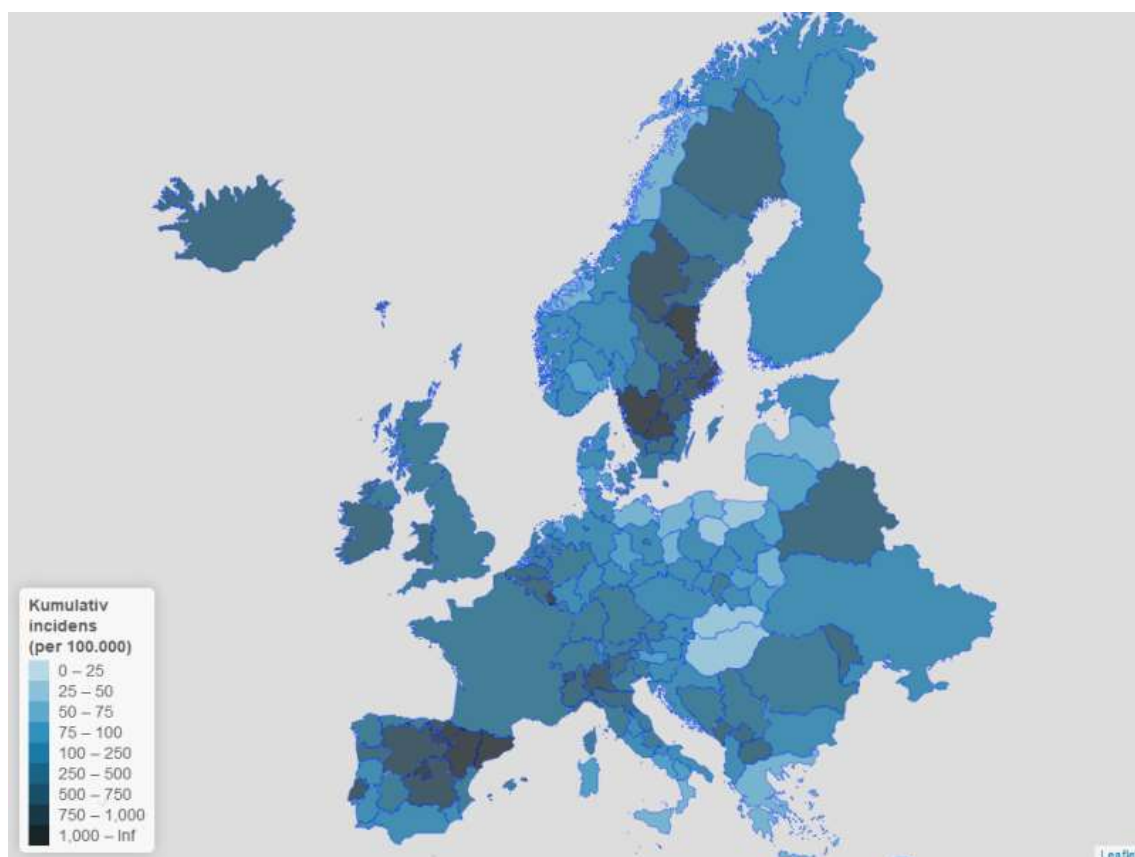 Kumulativ
incidens
(per 100.000)
0 – 25
25 – 50
50 – 75
75 – 100
100 – 250
250 – 500
500 – 750
750 – 1,000
1,000 – Inf